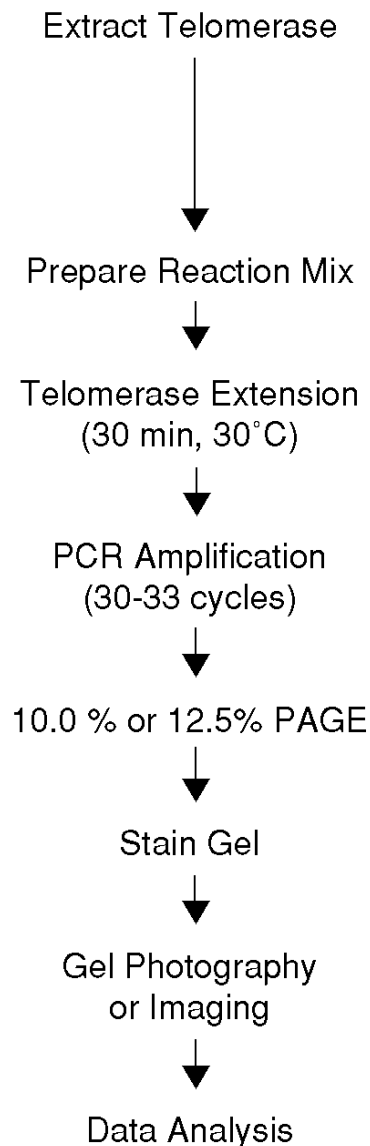 Extract Telomerase
Prepare Reaction Mix
Telomerase Extension
(30 min, 30°C)
PCR Amplification
(30-33 cycles)
10.0 % or 12.5% PAGE
Stain Gel
Gel Photography
or Imaging
Data Analysis